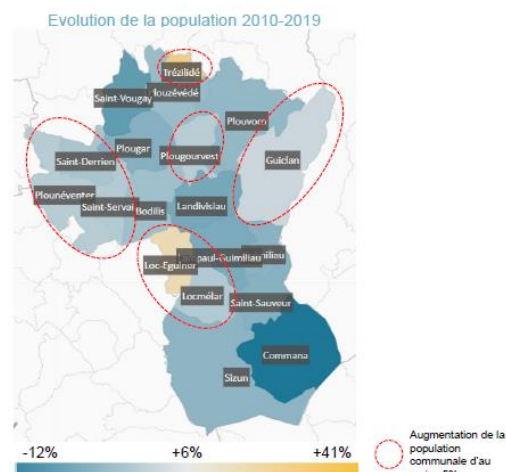 Evolution de la population 2010-2019
Trézilidé
Saint-Vougay
Plouvorn
Plougar
Plougourvest
Guiclan
Saint-Derrien
Plounéventer
Saint-Servais
Bodilis
Landivisiau
Loc-Eguiner
Locmélar
Saint-Sauveur
Commana
Sizun
-12%
+6%
+41%
Augmentation de la
population
communale d'au